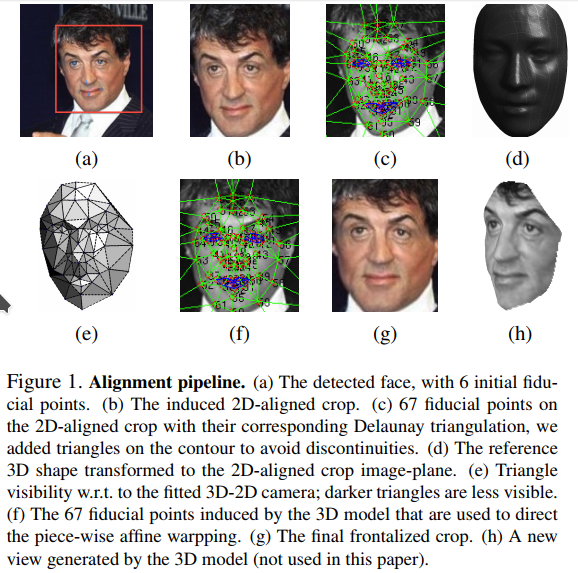 (a) (b) (c) (d)
(e) (f) (g) (h)
Figure 1. Alignment pipeline. (a) The detected face, with 6 initial fidu-
cial points. (b) The induced 2D-aligned crop. (c) 67 fiducial points on
the 2D-aligned crop with their corresponding Delaunay triangulation, we
added triangles on the contour to avoid discontinuities. (d) The reference
3D shape transformed to the 2D-aligned crop image-plane. (e) Triangle
visibility w.r.t. to the fitted 3D-2D camera; darker triangles are less visible.
(f) The 67 fiducial points induced by the 3D model that are used to direct
the piece-wise affine warpping. (g) The final frontalized crop. (h) A new
view generated by the 3D model (not used in this paper).